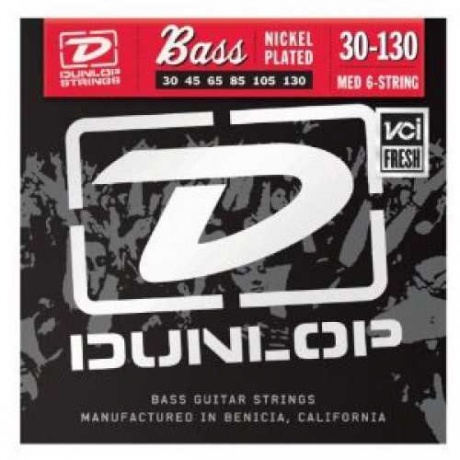 DUNLOP
STRINGS
Bass
NICKEL
PLATED
30 45 65 85 105 130
30-130
MED 6-STRING
VCi
FRESH
D
DUNLOP
BASS GUITAR STRINGS
MANUFACTURED IN BENICIA, CALIFORNIA